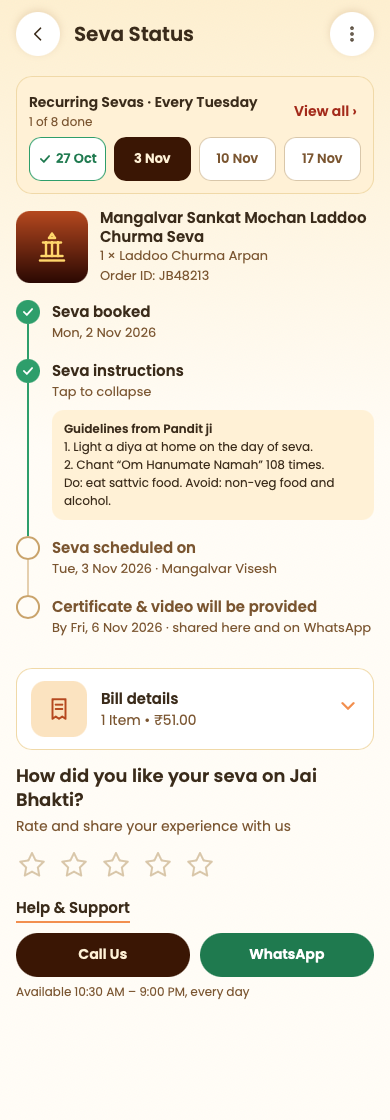 Seva Status
Recurring Sevas · Every Tuesday
1 of 8 done
View all ›
27 Oct
3 Nov
10 Nov
17 Nov
Mangalvar Sankat Mochan Laddoo
Churma Seva
1 × Laddoo Churma Arpan
Order ID: JB48213
Seva booked
Mon, 2 Nov 2026
Seva instructions
Tap to collapse
Guidelines from Pandit ji
1. Light a diya at home on the day of seva.
2. Chant “Om Hanumate Namah” 108 times.
Do: eat sattvic food. Avoid: non-veg food and
alcohol.
Seva scheduled on
Tue, 3 Nov 2026 · Mangalvar Visesh
Certificate & video will be provided
By Fri, 6 Nov 2026 · shared here and on WhatsApp
Bill details
1 Item • ₹51.00
How did you like your seva on Jai
Bhakti?
Rate and share your experience with us
Help & Support
Call Us
WhatsApp
Available 10:30 AM – 9:00 PM, every day